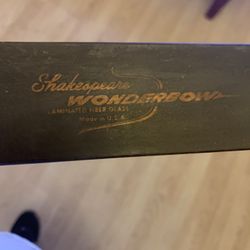 Shakespeare
WONDERBOW
LAMINATED FIBER GLASS
Made in U.S.A.